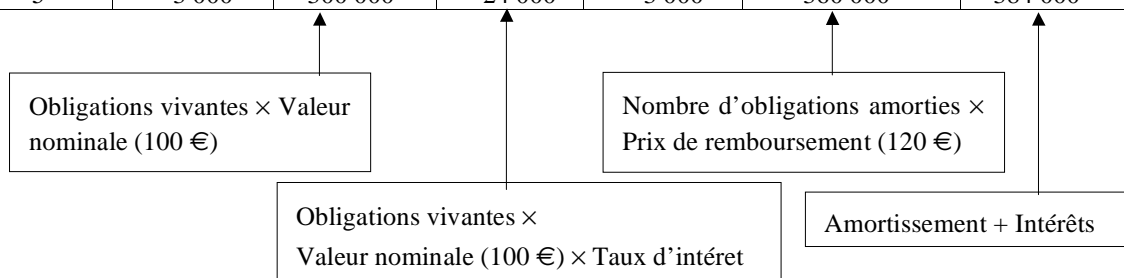 Obligations vivantes × Valeur
nominale (100 €)
Nombre d’obligations amorties ×
Prix de remboursement (120 €)
Obligations vivantes ×
Valeur nominale (100 €) × Taux d’intéret
Amortissement + Intérêts